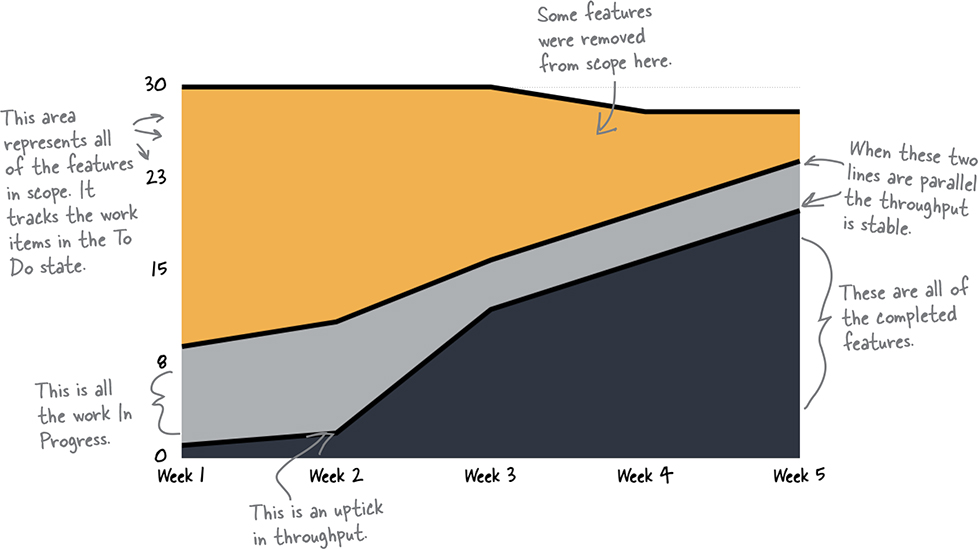 Some features
were removed
from scope here.
30
This area
represents all
of the features
in scope. It
tracks the work
items in the To
Do state.
23
When these two
lines are parallel
the throughput
is stable.
15
These are all of
the completed
features.
8
This is all
the work In
Progress.
0
Week 1
Week 2
Week 3
Week 4
Week 5
This is an uptick
in throughput.